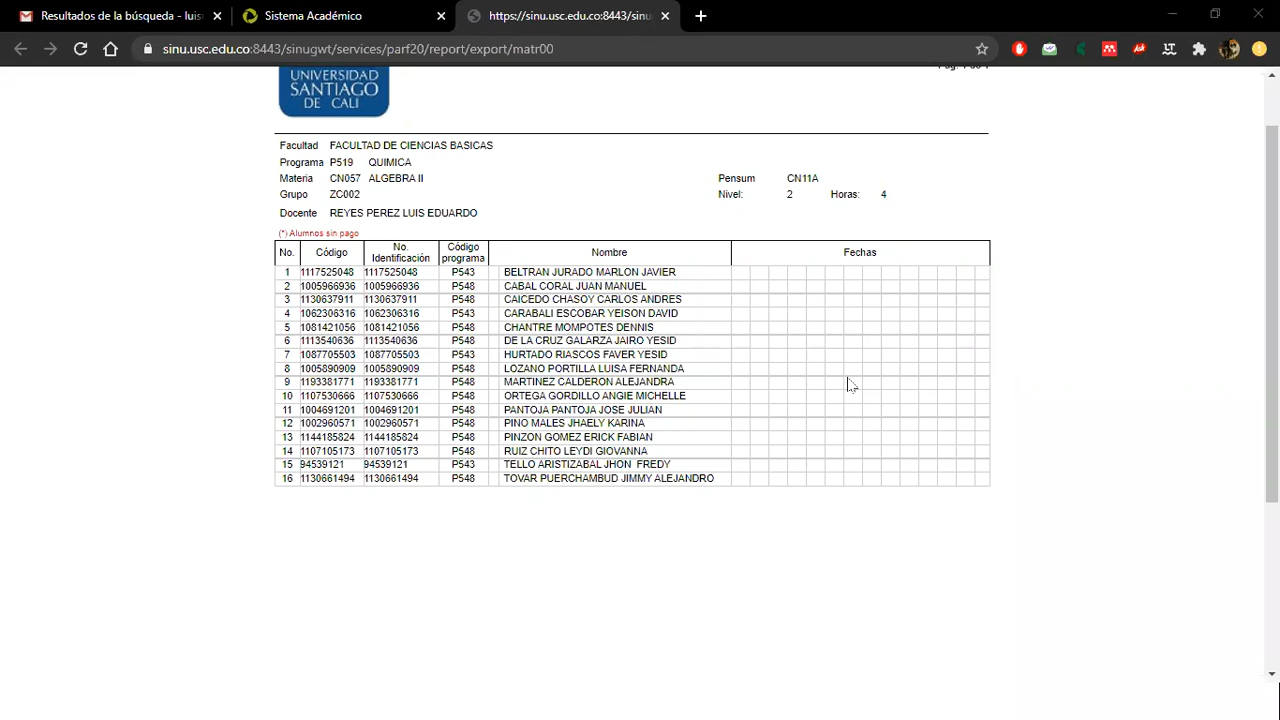 Resultados de la búsqueda - luis
Sistema Académico
https://sinu.usc.edu.co:8443/sinu
sinu.usc.edu.co:8443/sinugwt/services/parf20/report/export/matr00
UNIVERSIDAD
SANTIAGO
DE CALI
Facultad FACULTAD DE CIENCIAS BASICAS
Programa P519 QUIMICA
Materia CN057 ALGEBRA II Pensum CN11A
Grupo ZC002 Nivel: 2 Horas: 4
Docente REYES PEREZ LUIS EDUARDO
(*) Alumnos sin pago
No. Código No. Identificación Código programa Nombre Fechas
1 1117525048 1117525048 P543 BELTRAN JURADO MARLON JAVIER
2 1005966936 1005966936 P548 CABAL CORAL JUAN MANUEL
3 1130637911 1130637911 P548 CAICEDO CHASOY CARLOS ANDRES
4 1062306316 1062306316 P543 CARABALI ESCOBAR YEISON DAVID
5 1081421056 1081421056 P548 CHANTRE MOMPOTES DENNIS
6 1113540636 1113540636 P548 DE LA CRUZ GALARZA JAIRO YESID
7 1087705503 1087705503 P543 HURTADO RIASCOS FAVER YESID
8 1005890909 1005890909 P548 LOZANO PORTILLA LUISA FERNANDA
9 1193381771 1193381771 P548 MARTINEZ CALDERON ALEJANDRA
10 1107530666 1107530666 P548 ORTEGA GORDILLO ANGIE MICHELLE
11 1004691201 1004691201 P548 PANTOJA PANTOJA JOSE JULIAN
12 1002960571 1002960571 P548 PINO MALES JHAELY KARINA
13 1144185824 1144185824 P548 PINZON GOMEZ ERICK FABIAN
14 1107105173 1107105173 P548 RUIZ CHITO LEYDI GIOVANNA
15 94539121 94539121 P543 TELLO ARISTIZABAL JHON FREDY
16 1130661494 1130661494 P548 TOVAR PUERCHAMBUD JIMMY ALEJANDRO